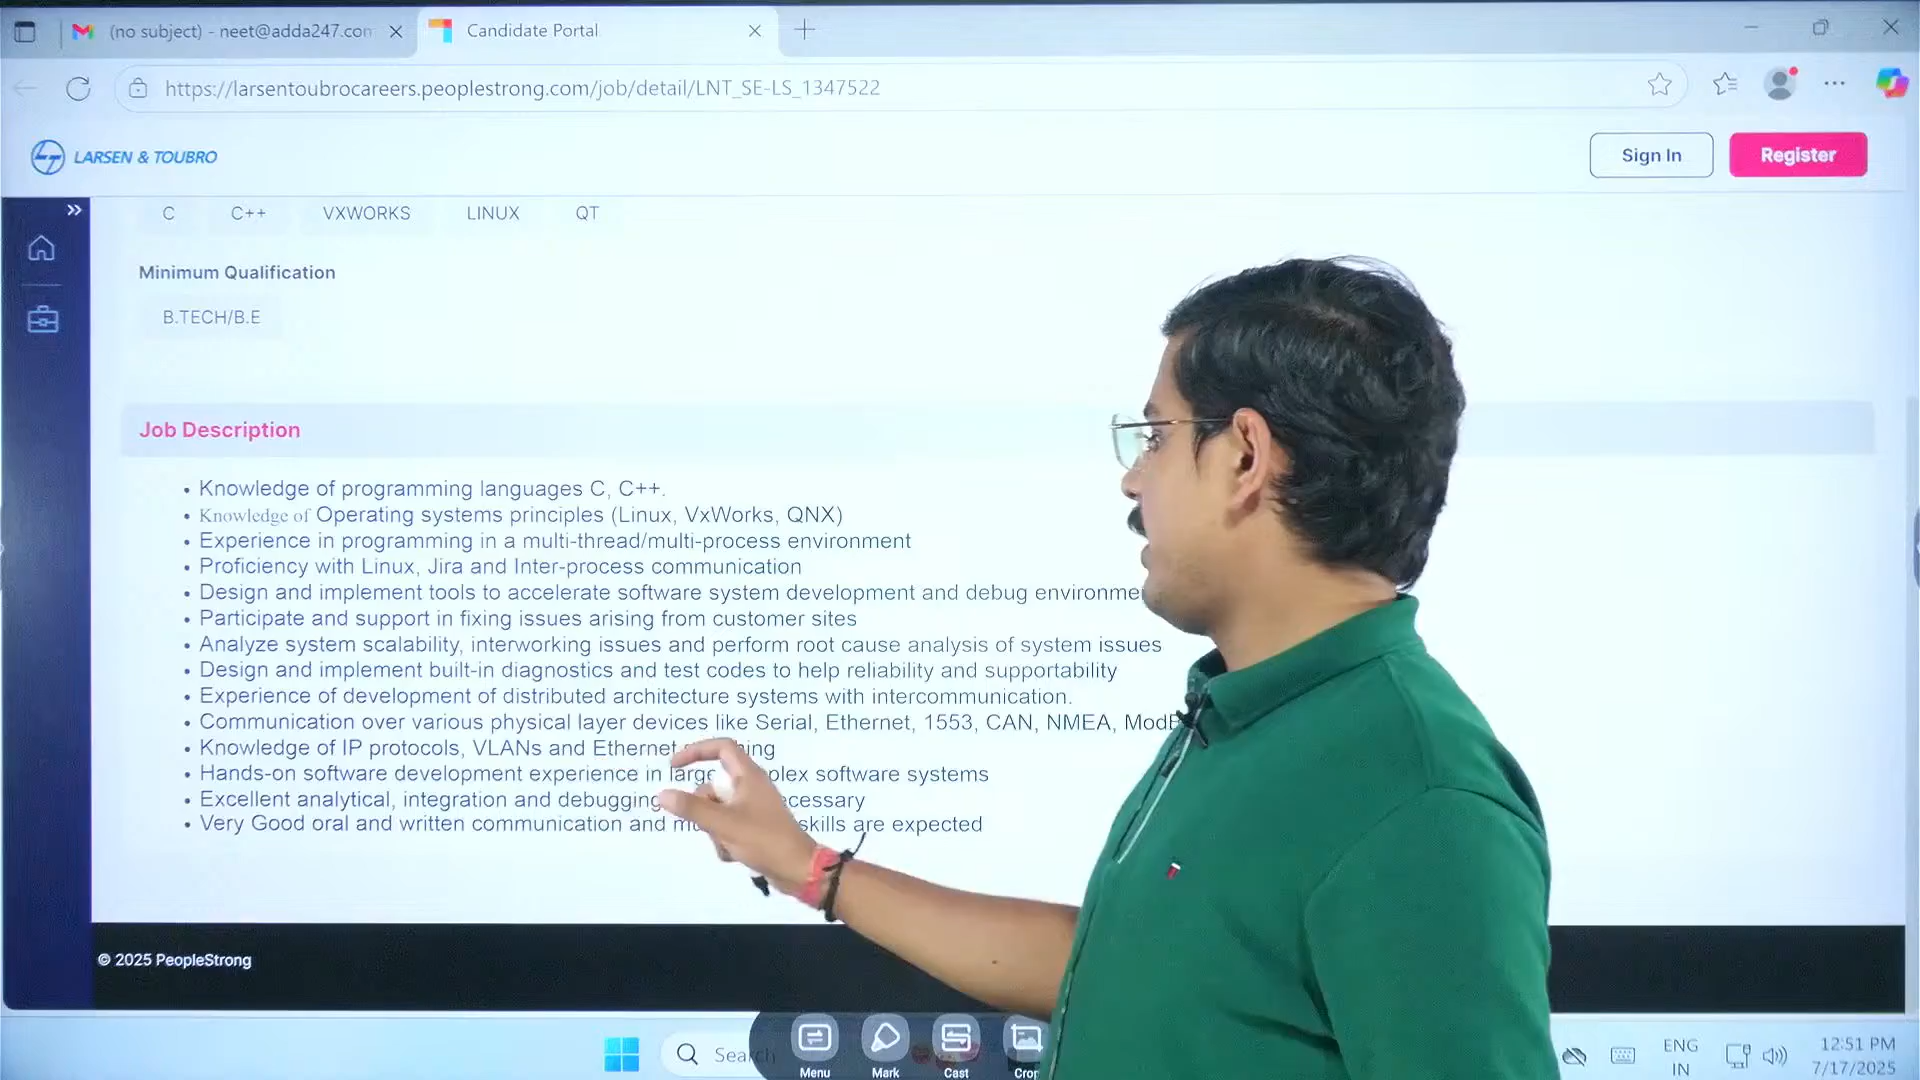 (no subject) - neet@adda247.con
Candidate Portal
https://larsentoubrocareers.peoplestrong.com/job/detail/LNT_SE-LS_1347522
LARSEN & TOUBRO
Sign In
Register
C C++ VXWORKS LINUX QT
Minimum Qualification
B.TECH/B.E
Job Description
• Knowledge of programming languages C, C++.
• Knowledge of Operating systems principles (Linux, VxWorks, QNX)
• Experience in programming in a multi-thread/multi-process environment
• Proficiency with Linux, Jira and Inter-process communication
• Design and implement tools to accelerate software system development and debug environme
• Participate and support in fixing issues arising from customer sites
• Analyze system scalability, interworking issues and perform root cause analysis of system issues
• Design and implement built-in diagnostics and test codes to help reliability and supportability
• Experience of development of distributed architecture systems with intercommunication.
• Communication over various physical layer devices like Serial, Ethernet, 1553, CAN, NMEA,
• Knowledge of IP protocols, VLANs and Ethernet
• Hands-on software development experience in large software systems
• Excellent analytical, integration and debugging
• Very Good oral and written communication and skills are expected
© 2025 PeopleStrong
Menu Mark Cast
ENG
IN
12:51 PM
7/17/2025